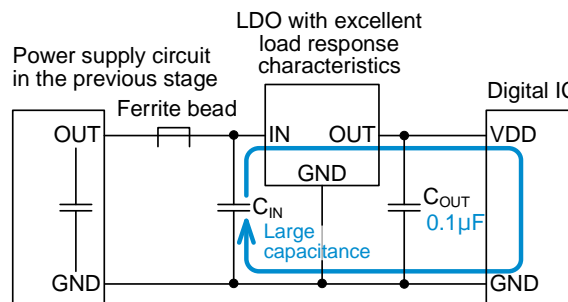 LDO with excellent
load response
characteristics
Power supply circuit
in the previous stage
Ferrite bead
Digital IC
OUT
IN
OUT
VDD
GND
CIN
Large
capacitance
COUT
0.1µF
GND
GND